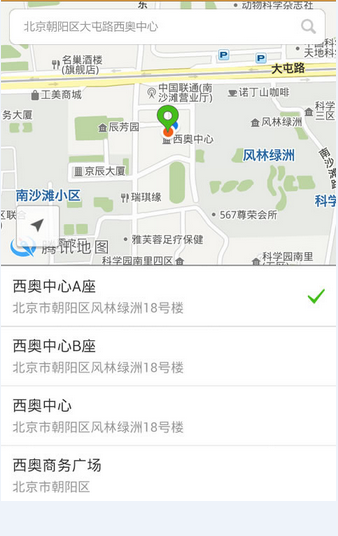 东
动物科学杂志社
北京朝阳区大屯路西奥中心
天地科
名巢酒楼
(旗舰店)
P
P
大屯路
工美商城
中国联通(南
沙滩营业厅)
诺丁山咖啡
务大厦
科学
三区
辰芳园
风林绿洲
西奥中心
风林绿洲
京辰大厦
南沙滩
南沙滩小区
瑞琪缘
科学
567尊荣会所
雅芙蓉足疗保健
腾讯地图
科学园南里四区
科学园南里
西奥中心A座
北京市朝阳区风林绿洲18号楼
西奥中心B座
北京市朝阳区风林绿洲18号楼
西奥中心
北京市朝阳区风林绿洲18号楼
西奥商务广场
北京市朝阳区